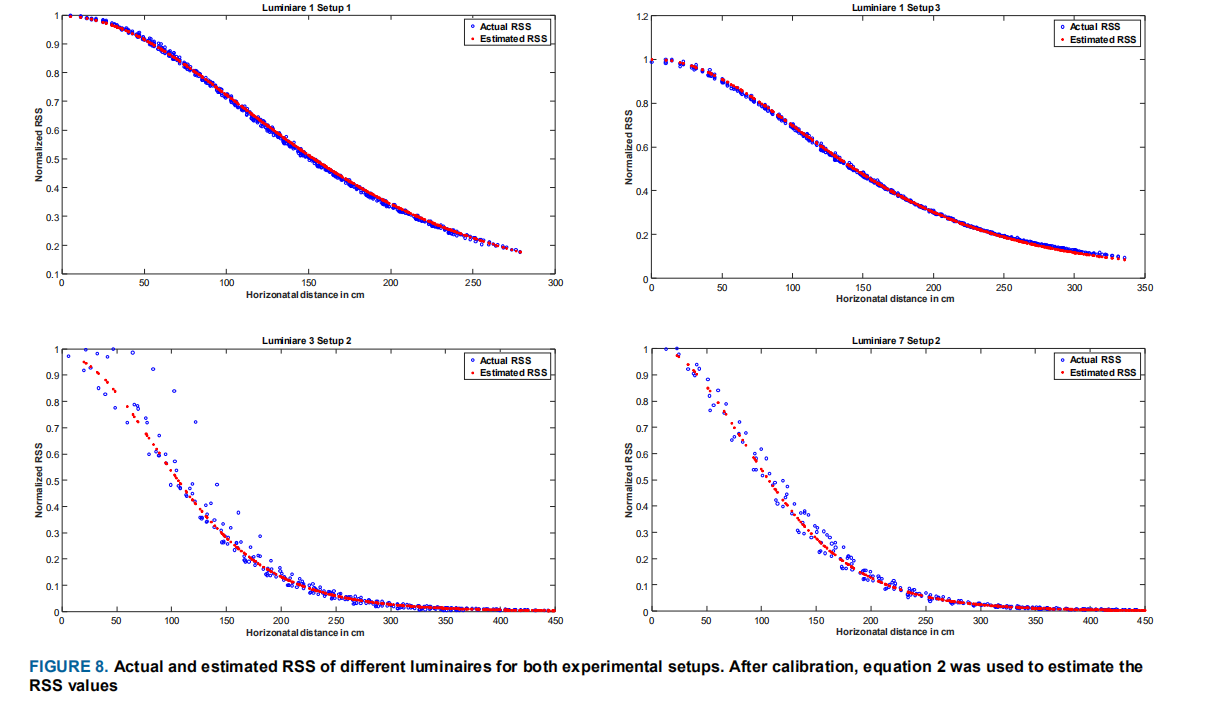 Luminiare 1 Setup 1
1
0.9
0.8
0.7
0.6
0.5
0.4
0.3
0.2
0.1
Normalized RSS
Actual RSS
Estimated RSS
0 50 100 150 200 250 300
Horizonatal distance in cm
Luminiare 1 Setup 3
1.2
1
0.8
0.6
0.4
0.2
0
Normalized RSS
Actual RSS
Estimated RSS
0 50 100 150 200 250 300 350
Horizonatal distance in cm
Luminiare 3 Setup 2
1
0.9
0.8
0.7
0.6
0.5
0.4
0.3
0.2
0.1
0
Normalized RSS
Actual RSS
Estimated RSS
0 50 100 150 200 250 300 350 400 450
Horizonatal distance in cm
Luminiare 7 Setup 2
1
0.9
0.8
0.7
0.6
0.5
0.4
0.3
0.2
0.1
0
Normalized RSS
Actual RSS
Estimated RSS
0 50 100 150 200 250 300 350 400 450
Horizonatal distance in cm
FIGURE 8. Actual and estimated RSS of different luminaires for both experimental setups. After calibration, equation 2 was used to estimate the
RSS values